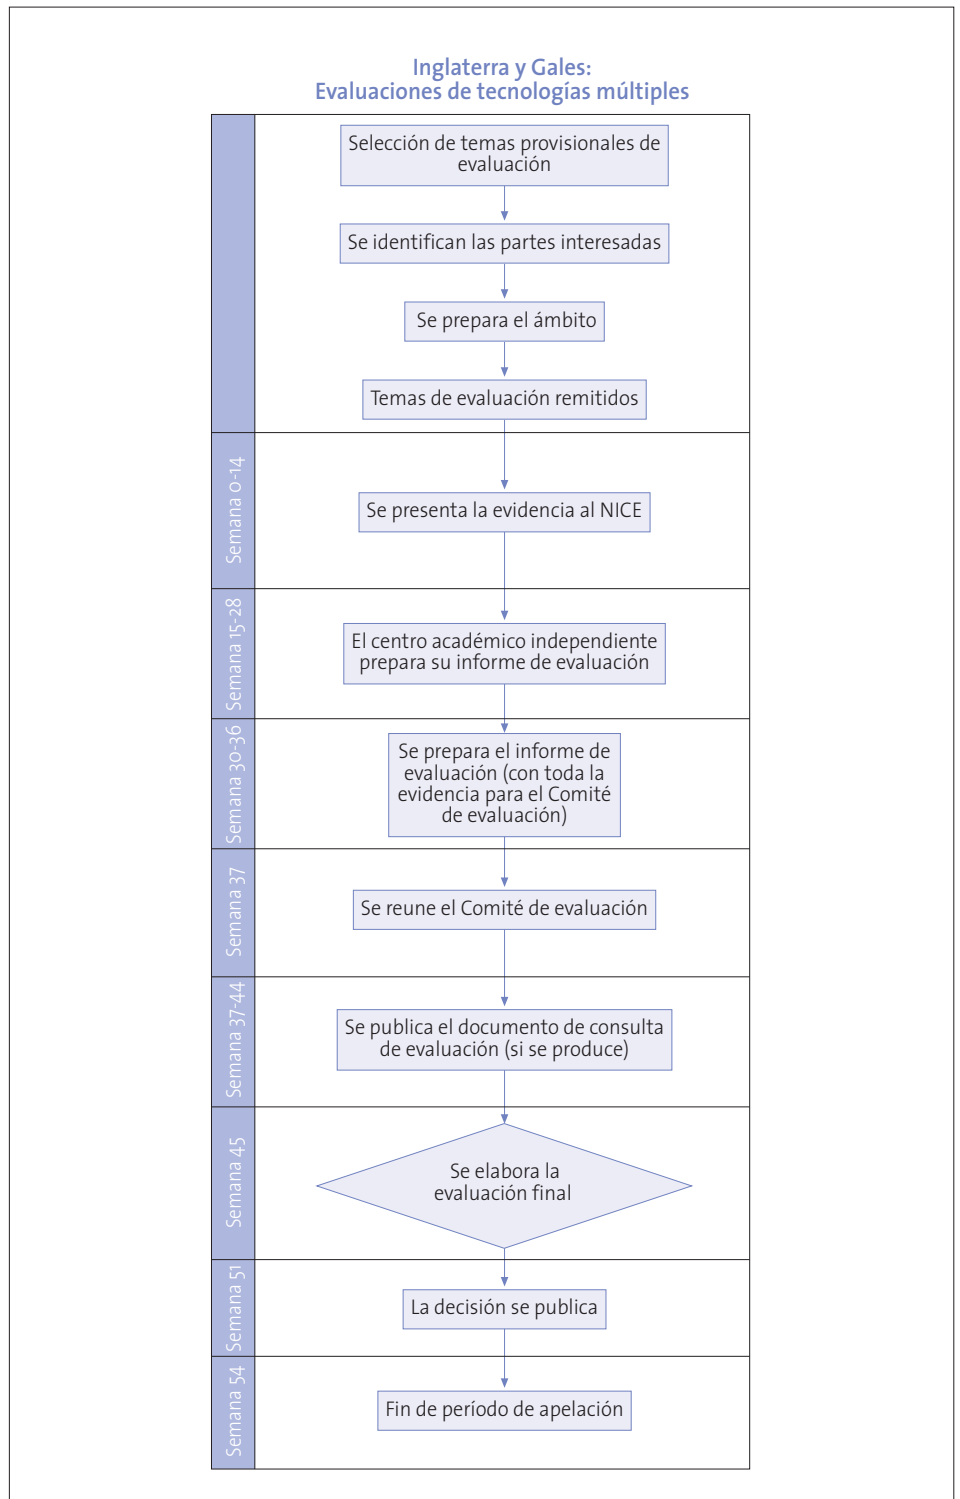 Inglaterra y Gales:
Evaluaciones de tecnologías múltiples
Selección de temas provisionales de
evaluación
Se identifican las partes interesadas
Se prepara el ámbito
Temas de evaluación remitidos
Semana 0-14
Se presenta la evidencia al NICE
Semana 15-28
El centro académico independiente
prepara su informe de evaluación
Semana 30-36
Se prepara el informe de
evaluación (con toda la
evidencia para el Comité
de evaluación)
Semana 37
Se reune el Comité de evaluación
Semana 37-44
Se publica el documento de consulta
de evaluación (si se produce)
Semana 45
Se elabora la
evaluación final
Semana 51
La decisión se publica
Semana 54
Fin de período de apelación